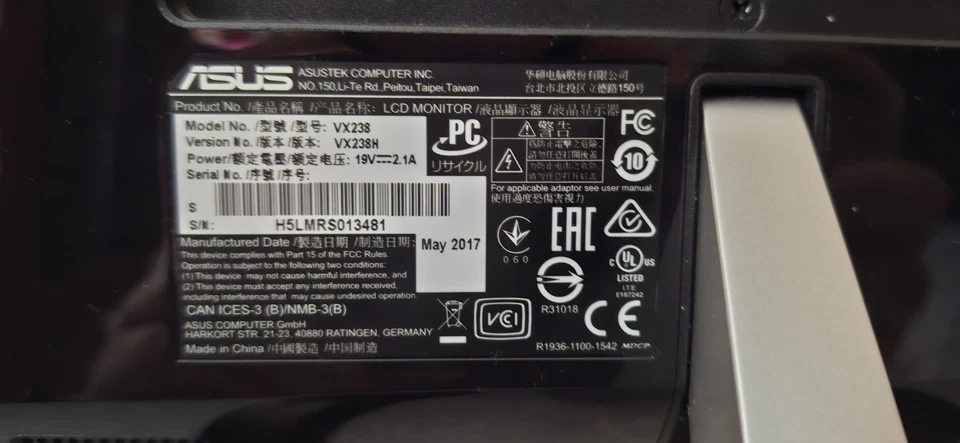 ASUS
ASUSTEK COMPUTER INC.
NO.150,Li-Te Rd.,Peitou,Taipei,Taiwan
华硕电脑股份有限公司
台北市北投区立德路150号
Product No. /產品名稱 /产品名称: LCD MONITOR /液晶顯示器 /液晶显示器
Model No. /型號 /型号: VX238
Version No. /版本 /版本: VX238H
Power/額定電壓/额定电压: 19V⎓2.1A
Serial No. /序號 /序号:
S
S/N: H5LMRS013481
PC
リサイクル
警告
FC
10
For applicable adaptor see user manual.
使用過度恐傷害視力
Manufactured Date /製造日期 /制造日期: May 2017
This device complies with Part 15 of the FCC Rules.
Operation is subject to the following two conditions:
(1) This device may not cause harmful interference, and
(2) This device must accept any interference received,
including interference that may cause undesired operation.
CAN ICES-3 (B)/NMB-3(B)
ASUS COMPUTER GmbH
HARKORT STR. 21-23, 40880 RATINGEN, GERMANY
Made in China /中國製造 /中国制造
060
EAC
C UL US
LISTED
I.T.E.
E187242
R31018
VCCI
CE
R1936-1100-1542